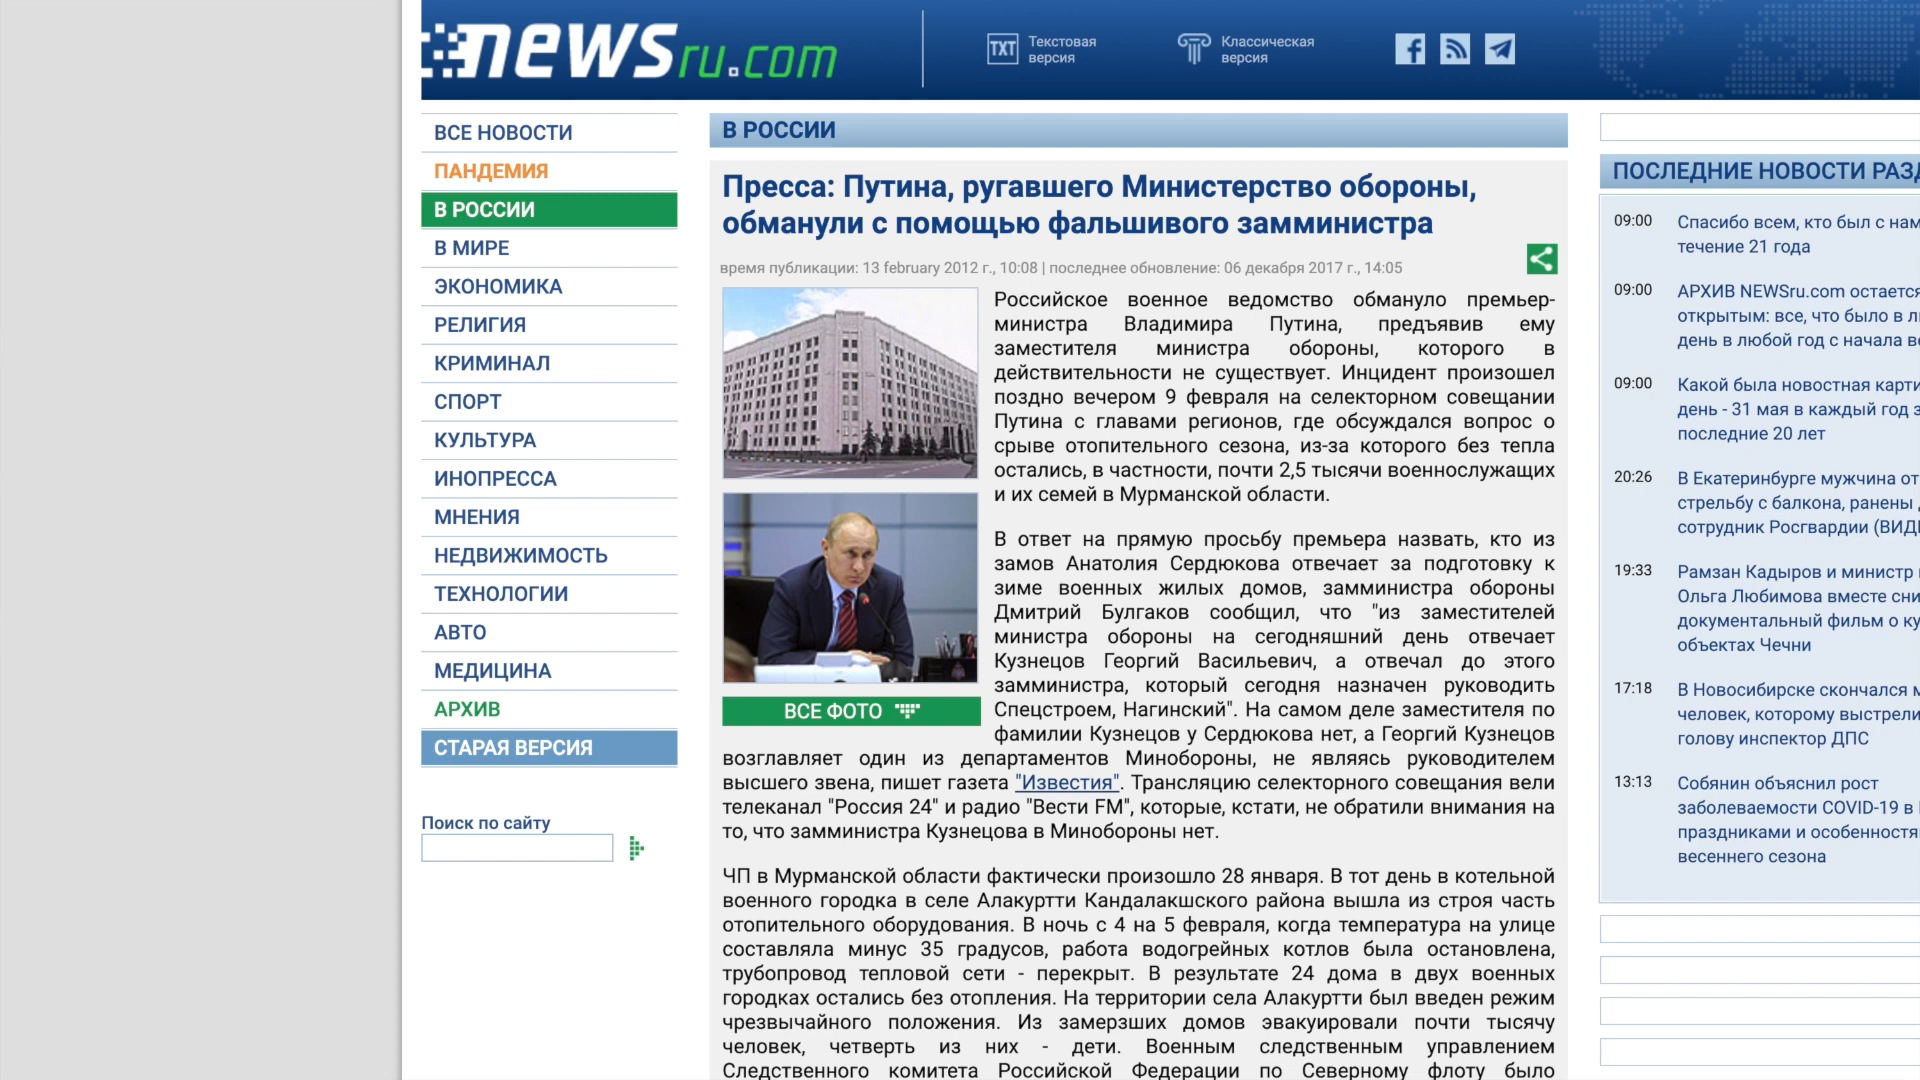 newsru.com
TXT
Текстовая
версия
Классическая
версия
ВСЕ НОВОСТИ
ПАНДЕМИЯ
В РОССИИ
В МИРЕ
ЭКОНОМИКА
РЕЛИГИЯ
КРИМИНАЛ
СПОРТ
КУЛЬТУРА
ИНОПРЕССА
МНЕНИЯ
НЕДВИЖИМОСТЬ
ТЕХНОЛОГИИ
АВТО
МЕДИЦИНА
АРХИВ
СТАРАЯ ВЕРСИЯ
Поиск по сайту
В РОССИИ
Пресса: Путина, ругавшего Министерство обороны,
обманули с помощью фальшивого замминистра
время публикации: 13 february 2012 г., 10:08 | последнее обновление: 06 декабря 2017 г., 14:05
Российское военное ведомство обмануло премьер-
министра Владимира Путина, предъявив ему
заместителя министра обороны, которого в
действительности не существует. Инцидент произошел
поздно вечером 9 февраля на селекторном совещании
Путина с главами регионов, где обсуждался вопрос о
срыве отопительного сезона, из-за которого без тепла
остались, в частности, почти 2,5 тысячи военнослужащих
и их семей в Мурманской области.
В ответ на прямую просьбу премьера назвать, кто из
замов Анатолия Сердюкова отвечает за подготовку к
зиме военных жилых домов, замминистра обороны
Дмитрий Булгаков сообщил, что "из заместителей
министра обороны на сегодняшний день отвечает
Кузнецов Георгий Васильевич, а отвечал до этого
замминистра, который сегодня назначен руководить
Спецстроем, Нагинский". На самом деле заместителя по
фамилии Кузнецов у Сердюкова нет, а Георгий Кузнецов
возглавляет один из департаментов Минобороны, не являясь руководителем
высшего звена, пишет газета "Известия". Трансляцию селекторного совещания вели
телеканал "Россия 24" и радио "Вести FM", которые, кстати, не обратили внимания на
то, что замминистра Кузнецова в Минобороны нет.
ВСЕ ФОТО
ЧП в Мурманской области фактически произошло 28 января. В тот день в котельной
военного городка в селе Алакуртти Кандалакшского района вышла из строя часть
отопительного оборудования. В ночь с 4 на 5 февраля, когда температура на улице
составляла минус 35 градусов, работа водогрейных котлов была остановлена,
трубопровод тепловой сети - перекрыт. В результате 24 дома в двух военных
городках остались без отопления. На территории села Алакуртти был введен режим
чрезвычайного положения. Из замерзших домов эвакуировали почти тысячу
человек, четверть из них - дети. Военным следственным управлением
Следственного комитета Российской Федерации по Северному флоту было
ПОСЛЕДНИЕ НОВОСТИ РАЗД
09:00 Спасибо всем, кто был с нам
течение 21 года
09:00 АРХИВ NEWSru.com остается
открытым: все, что было в л
день в любой год с начала в
09:00 Какой была новостная карти
день - 31 мая в каждый год з
последние 20 лет
20:26 В Екатеринбурге мужчина от
стрельбу с балкона, ранены
сотрудник Росгвардии (ВИД
19:33 Рамзан Кадыров и министр
Ольга Любимова вместе сни
документальный фильм о ку
объектах Чечни
17:18 В Новосибирске скончался м
человек, которому выстрели
голову инспектор ДПС
13:13 Собянин объяснил рост
заболеваемости COVID-19 в
праздниками и особенностя
весеннего сезона